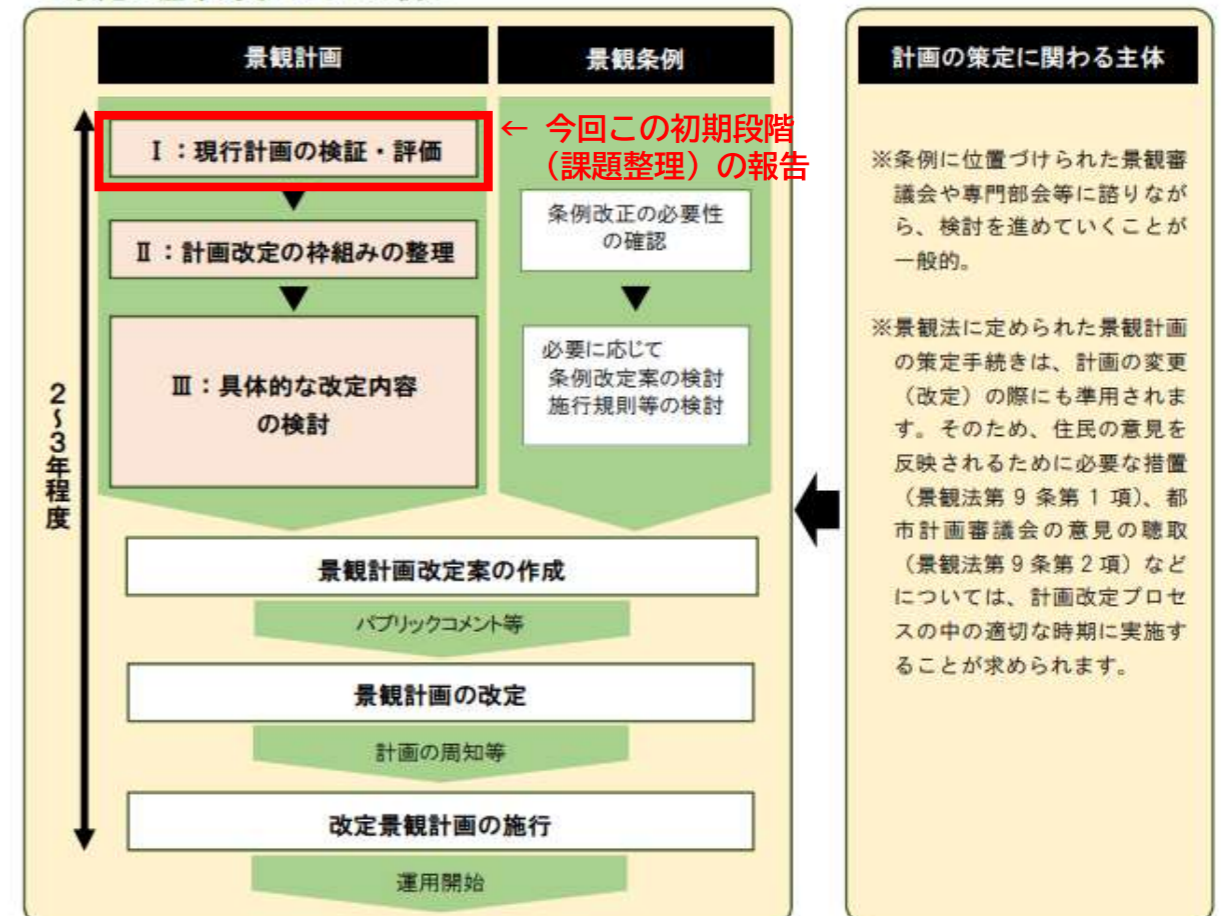 景観計画
景観条例
計画の策定に関わる主体
Ⅰ：現行計画の検証・評価
← 今回この初期段階
（課題整理）の報告
Ⅱ：計画改定の枠組みの整理
条例改正の必要性
の確認
Ⅲ：具体的な改定内容
の検討
必要に応じて
条例改定案の検討
施行規則等の検討
2～3年程度
景観計画改定案の作成
パブリックコメント等
景観計画の改定
計画の周知等
改定景観計画の施行
運用開始
※条例に位置づけられた景観審
議会や専門部会等に諮りなが
ら、検討を進めていくことが
一般的。
※景観法に定められた景観計画
の策定手続きは、計画の変更
（改定）の際にも準用されま
す。そのため、住民の意見を
反映されるために必要な措置
（景観法第 9 条第 1 項）、都
市計画審議会の意見の聴取
（景観法第 9 条第 2 項）など
については、計画改定プロセ
スの中の適切な時期に実施す
ることが求められます。